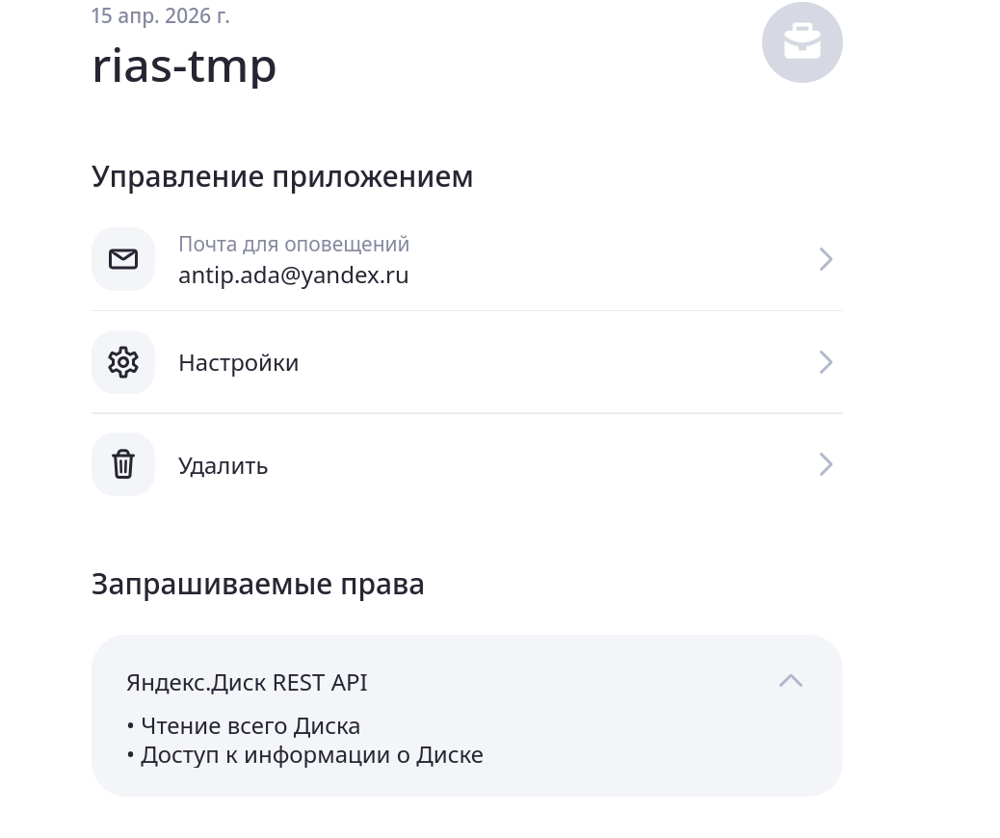 15 апр. 2026 г.
rias-tmp
Управление приложением
Почта для оповещений
antip.ada@yandex.ru
Настройки
Удалить
Запрашиваемые права
Яндекс.Диск REST API
• Чтение всего Диска
• Доступ к информации о Диске